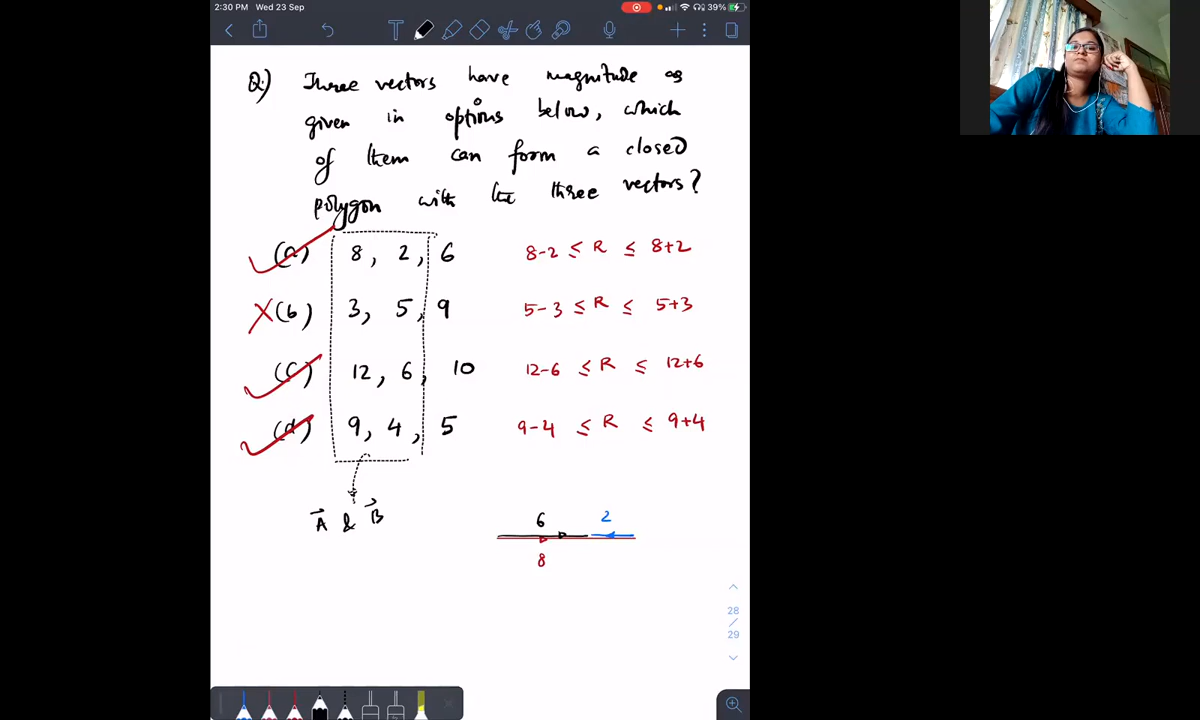 2:30 PM Wed 23 Sep
39%
Q.) Three vectors have magnitude as
given in options below, which
of them can form a closed
polygon with the three vectors?
(a) 8, 2, 6 8-2 ≤ R ≤ 8+2
(b) 3, 5, 9 5-3 ≤ R ≤ 5+3
(c) 12, 6, 10 12-6 ≤ R ≤ 12+6
(d) 9, 4, 5 9-4 ≤ R ≤ 9+4
A⃗ & B⃗
6 2
8
28
/
29